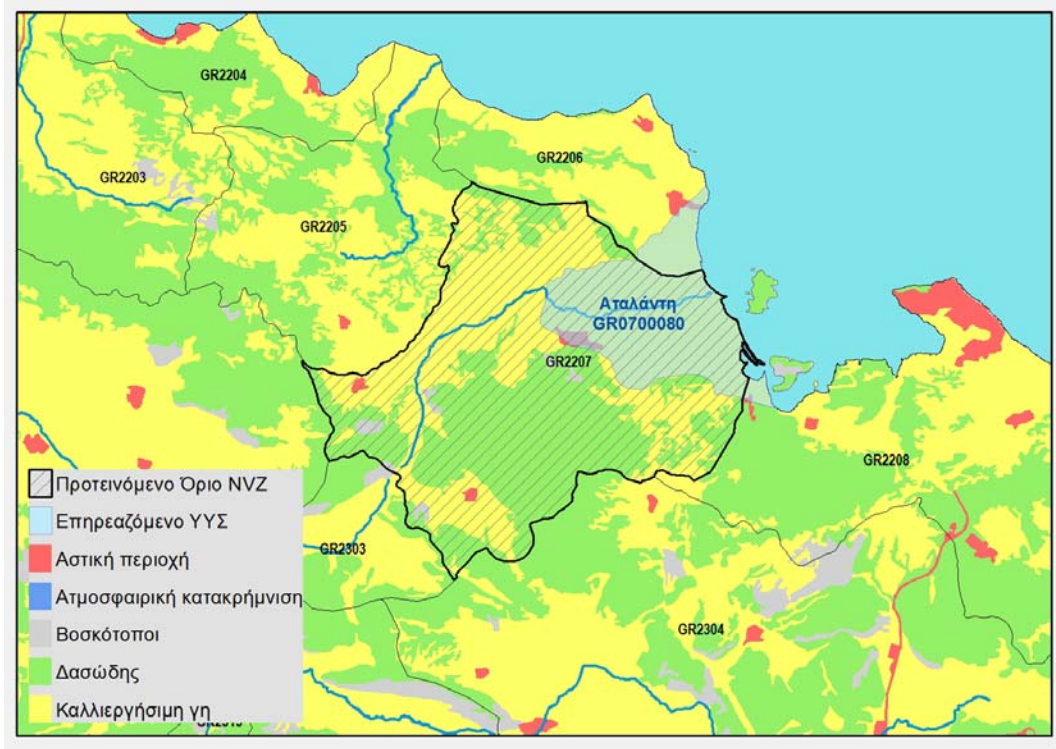 GR2204
GR2206
GR2203
GR2205
Αταλάντη
GR0700080
GR2207
GR2208
GR2303
GR2304
Προτεινόμενο Όριο NVZ
Επηρεαζόμενο ΥΥΣ
Αστική περιοχή
Ατμοσφαιρική κατακρήμνιση
Βοσκότοποι
Δασώδης
Καλλιεργήσιμη γη